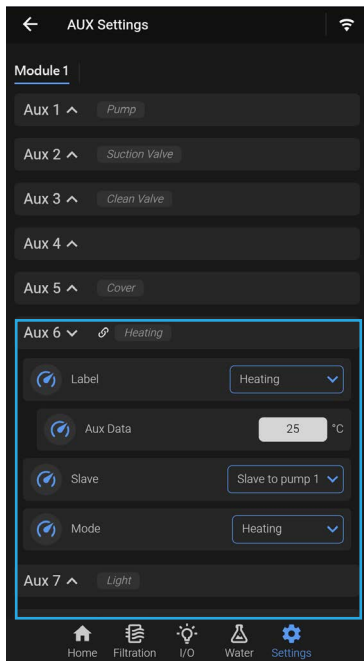 AUX Settings
Module 1
Aux 1 Pump
Aux 2 Suction Valve
Aux 3 Clean Valve
Aux 4
Aux 5 Cover
Aux 6 Heating
Label Heating
Aux Data 25 °C
Slave Slave to pump 1
Mode Heating
Aux 7 Light
Home Filtration I/O Water Settings